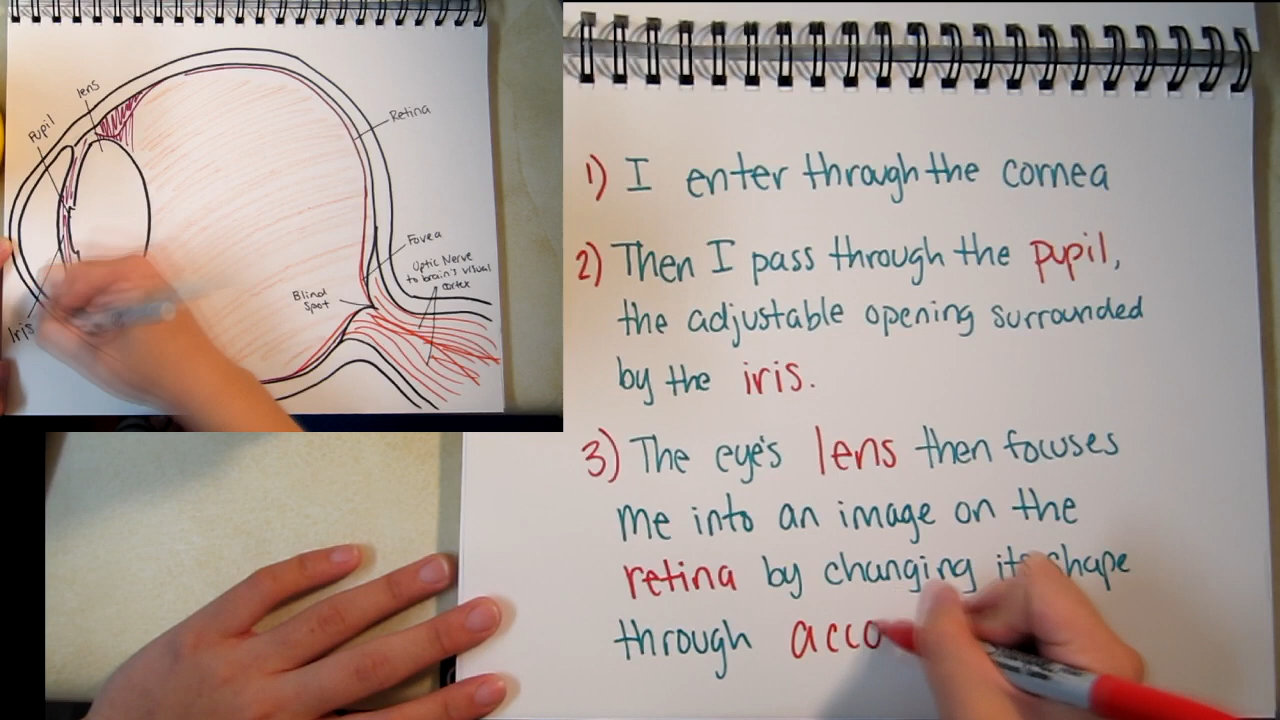 lens
Pupil
Retina
Fovea
Optic Nerve
to brain's visual
cortex
Blind
Spot
Iris
1) I enter through the cornea
2) Then I pass through the pupil,
the adjustable opening surrounded
by the iris.
3) The eye's lens then focuses
me into an image on the
retina by changing its shape
through acco